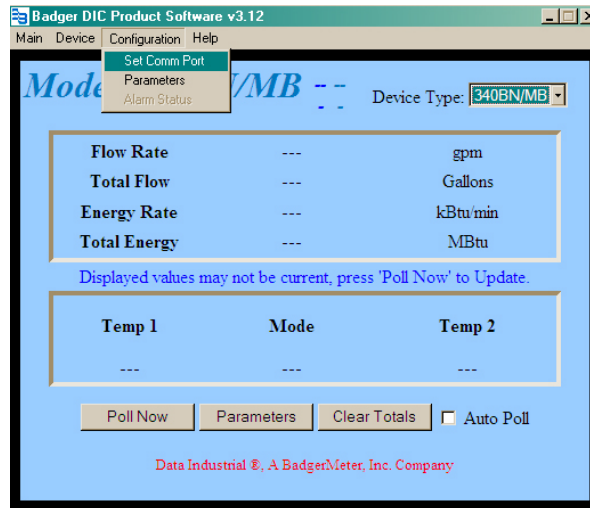 Badger DIC Product Software v3.12
Main Device Configuration Help
Set Comm Port
Parameters
Alarm Status
/MB -- --
Device Type: 340BN/MB
Flow Rate --- gpm
Total Flow --- Gallons
Energy Rate --- kBtu/min
Total Energy --- MBtu
Displayed values may not be current, press 'Poll Now' to Update.
Temp 1 Mode Temp 2
--- --- ---
Poll Now Parameters Clear Totals Auto Poll
Data Industrial ®, A BadgerMeter, Inc. Company